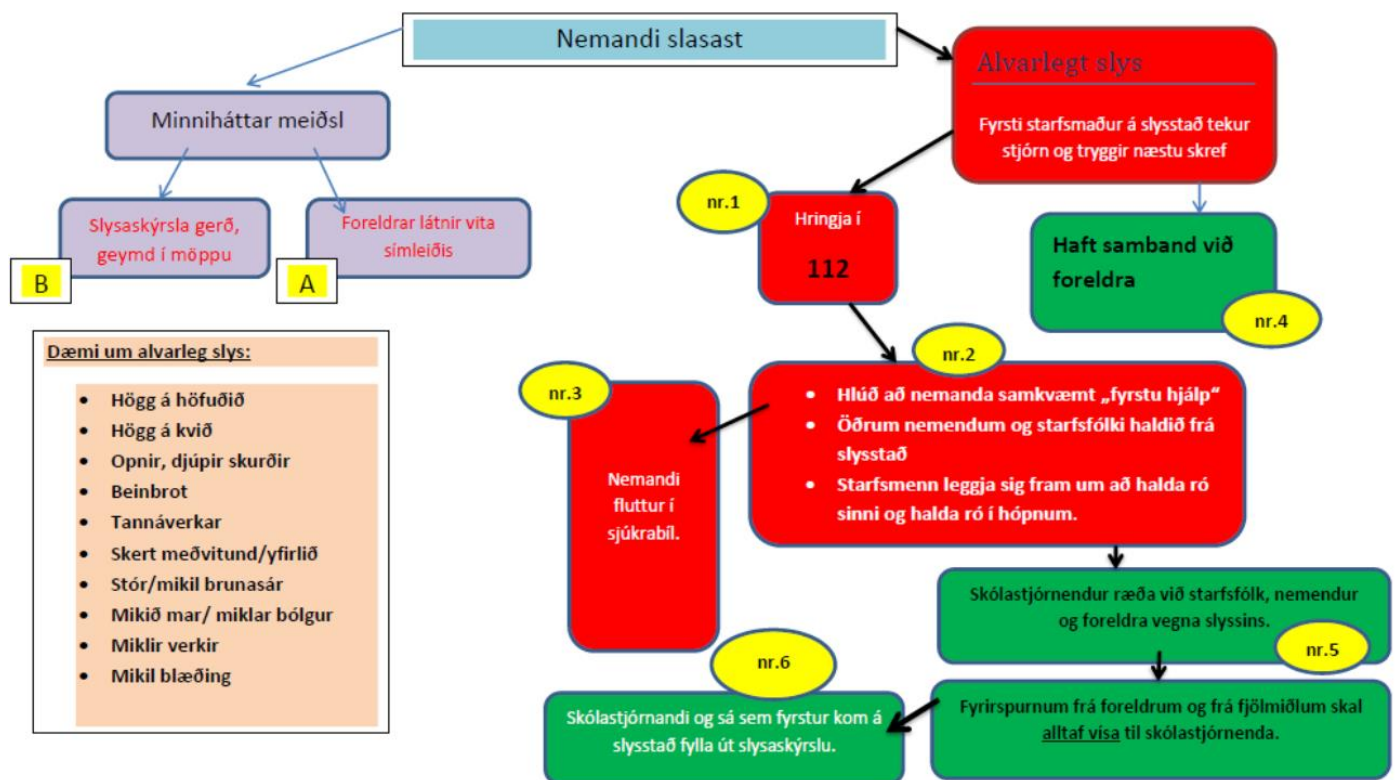 Nemandi slasast
Alvarlegt slys
Fyrsti starfsmaður á slysstað tekur
stjórn og tryggir næstu skref
Minniháttar meiðsl
Slysaskýrsla gerð,
geymd í möppu
B
Foreldrar látnir vita
símleiðis
A
nr.1
Hringja í
112
Haft samband við
foreldra
nr.4
nr.2
• Hlúð að nemanda samkvæmt „fyrstu hjálp“
• Öðrum nemendum og starfsfólki haldið frá
slysstað
• Starfsmenn leggja sig fram um að halda ró
sinni og halda ró í hópnum.
nr.3
Nemandi
fluttur í
sjúkrabíl.
Dæmi um alvarleg slys:
• Högg á höfuðið
• Högg á kvið
• Opnir, djúpir skurðir
• Beinbrot
• Tannáverkar
• Skert meðvitund/yfirlið
• Stór/mikil brunasár
• Mikið mar/ miklar bólgur
• Miklir verkir
• Mikil blæðing
Skólastjórnendur ræða við starfsfólk, nemendur
og foreldra vegna slyssins.
nr.5
Fyrirspurnum frá foreldrum og frá fjölmiðlum skal
alltaf vísa til skólastjórnenda.
nr.6
Skólastjórnandi og sá sem fyrstur kom á
slysstað fylla út slysaskýrslu.